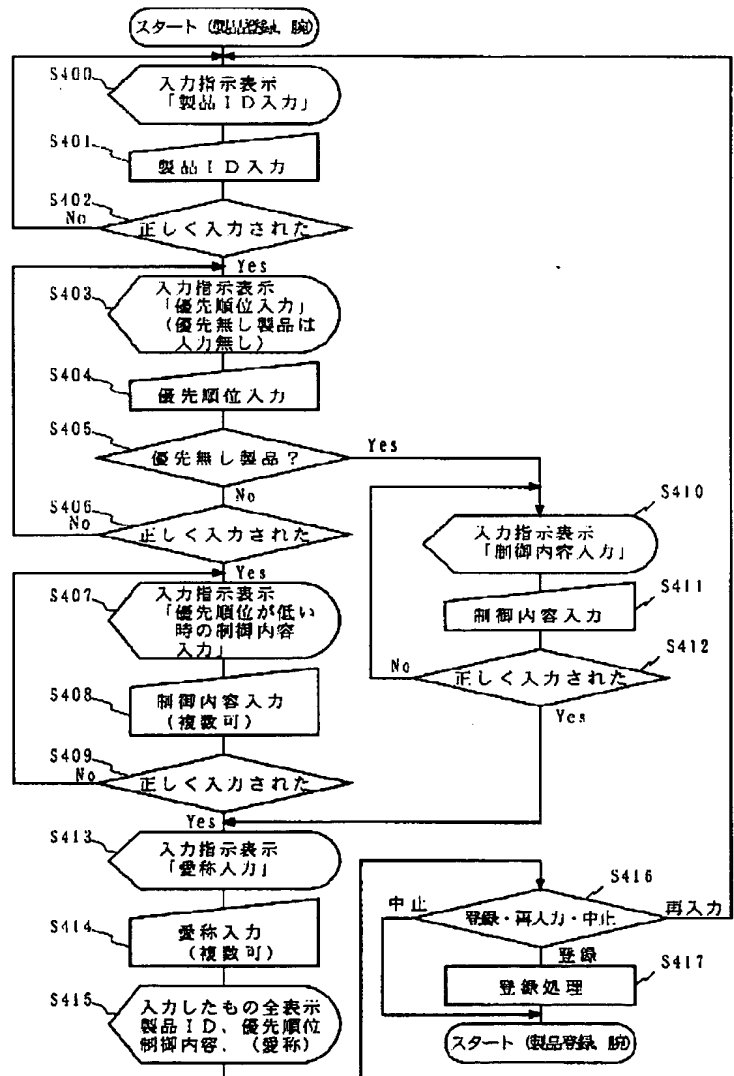 スタート(製品登録、腕)
S400
入力指示表示
「製品ID入力」
S401
製品ID入力
S402
No
正しく入力された
Yes
S403
入力指示表示
「優先順位入力」
(優先無し製品は
入力無し)
S404
優先順位入力
S405
優先無し製品?
Yes
No
S406
No
正しく入力された
Yes
S407
入力指示表示
「優先順位が低い
時の制御内容
入力」
S408
制御内容入力
(複数可)
S409
No
正しく入力された
Yes
S410
入力指示表示
「制御内容入力」
S411
制御内容入力
S412
No
正しく入力された
Yes
S413
入力指示表示
「愛称入力」
S414
愛称入力
(複数可)
S415
入力したもの全表示
製品ID、優先順位
制御内容、(愛称)
S416
中止
登録・再入力・中止
再入力
登録
S417
登録処理
スタート(製品登録、腕)